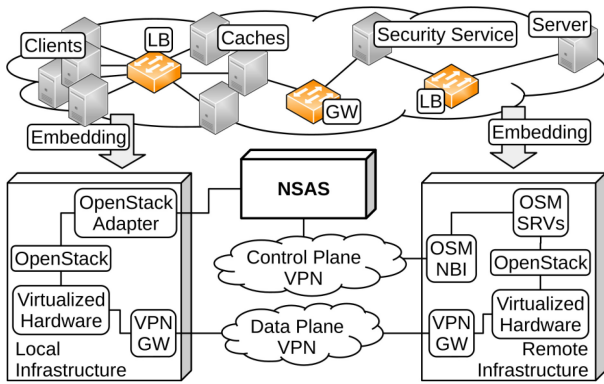 Clients
LB
Caches
Security Service
Server
GW
LB
Embedding
Embedding
NSAS
OpenStack
Adapter
OpenStack
Virtualized
Hardware
VPN
GW
Local
Infrastructure
Control Plane
VPN
Data Plane
VPN
OSM
NBI
OSM
SRVs
OpenStack
Virtualized
Hardware
VPN
GW
Remote
Infrastructure